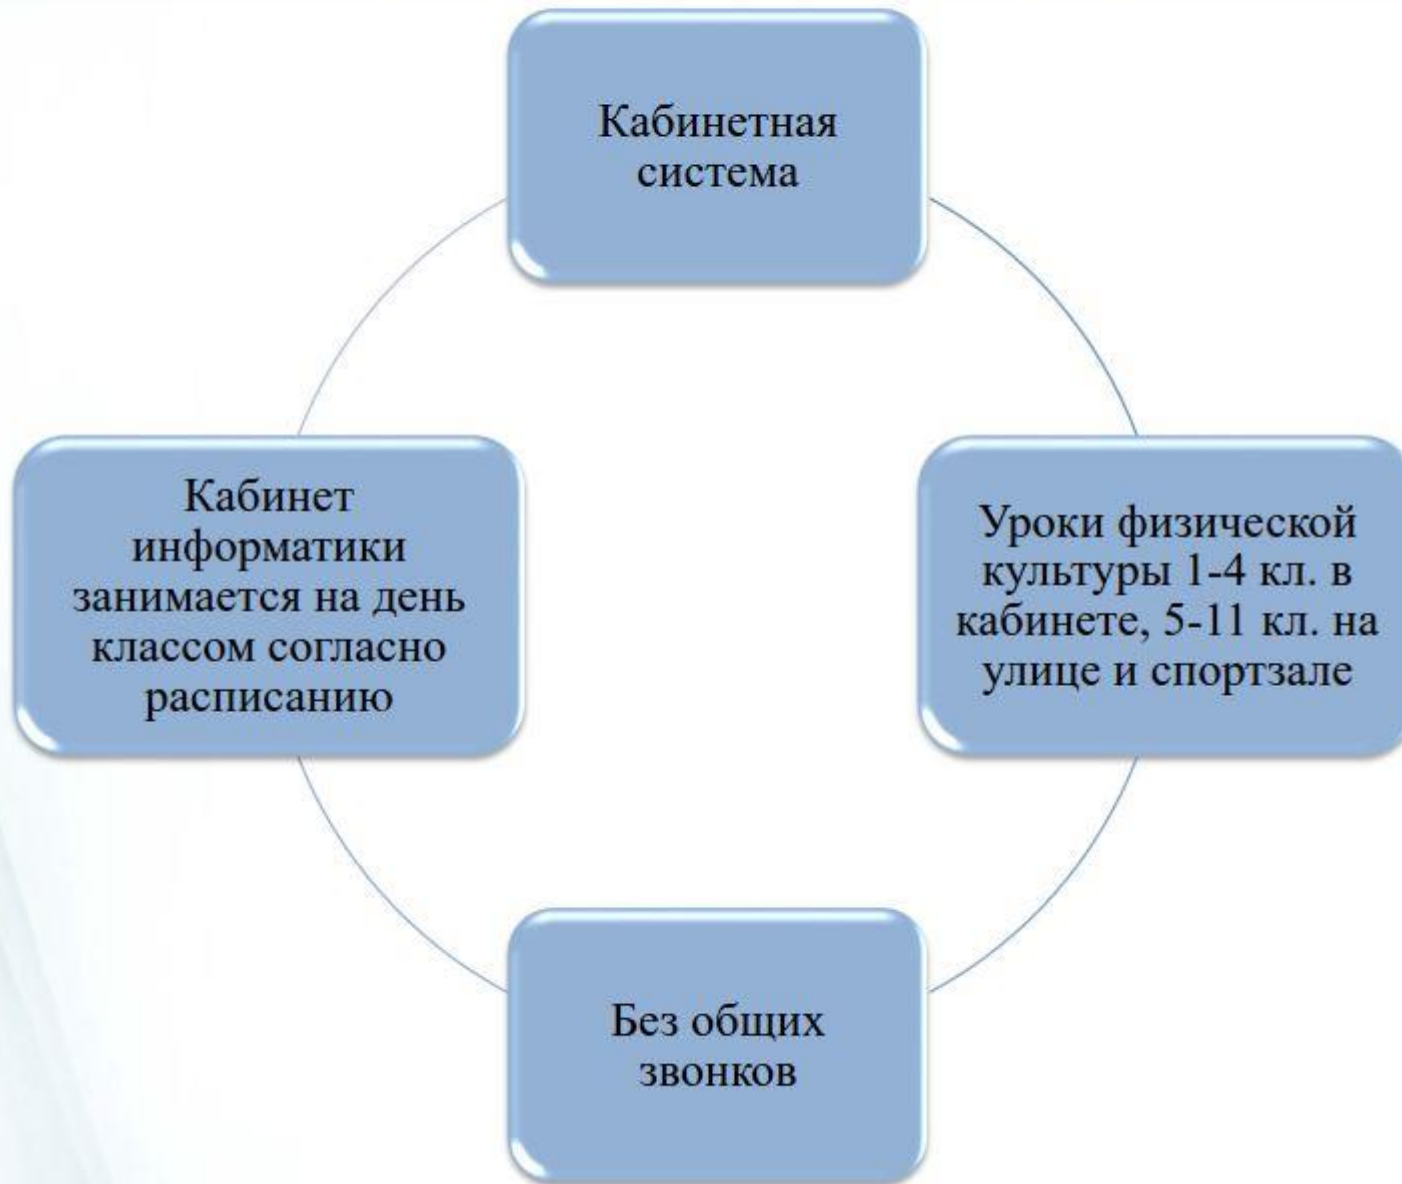 Кабинетная
система
Кабинет
информатики
занимается на день
классом согласно
расписанию
Уроки физической
культуры 1-4 кл. в
кабинете, 5-11 кл. на
улице и спортзале
Без общих
звонков